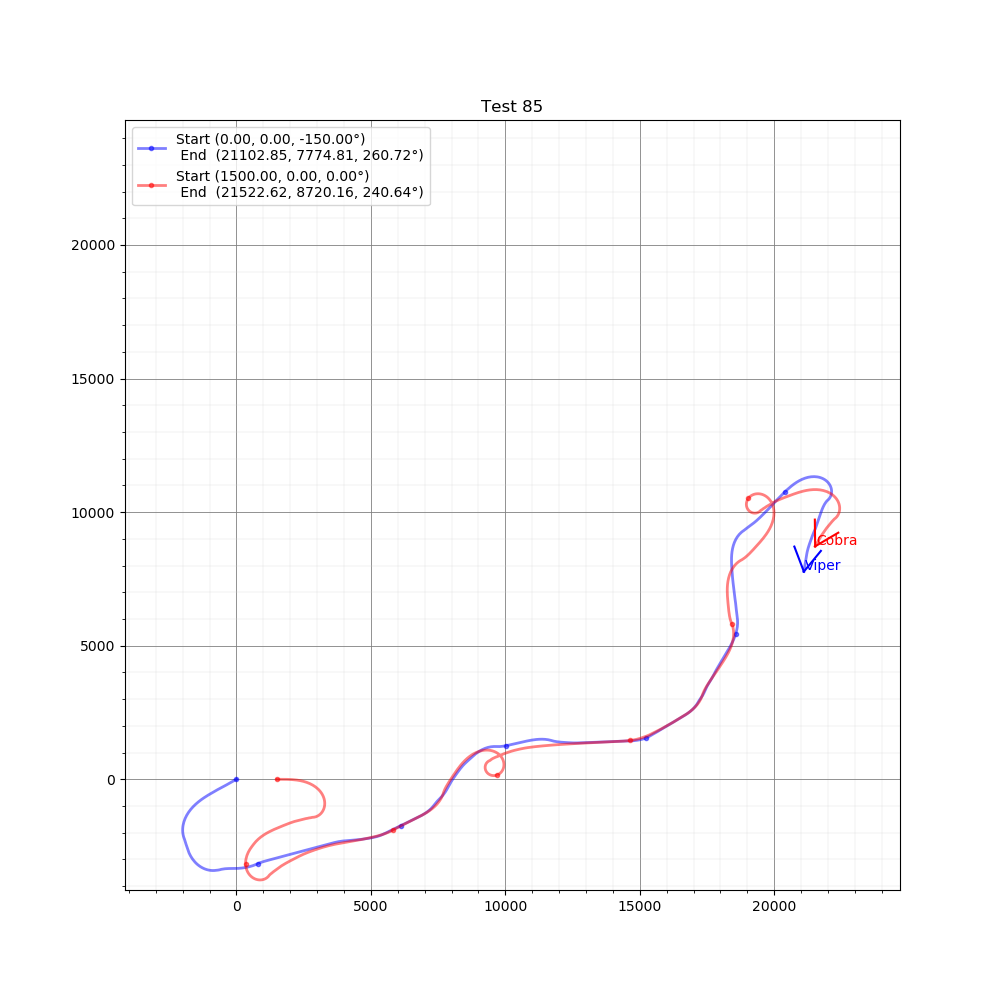 Test 85
Start (0.00, 0.00, -150.00°)
End (21102.85, 7774.81, 260.72°)
Start (1500.00, 0.00, 0.00°)
End (21522.62, 8720.16, 240.64°)
20000
15000
10000
5000
0
Cobra
Viper
0 5000 10000 15000 20000